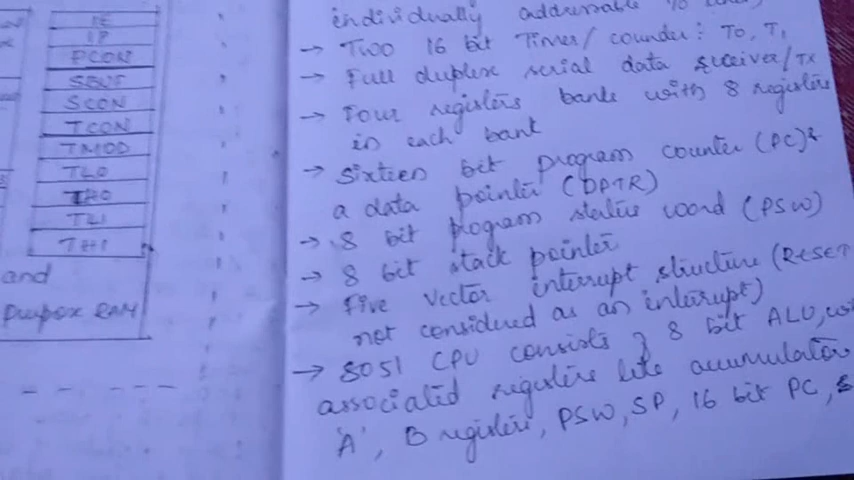 IE
IP
PCON
SBUF
SCON
TCON
TMOD
TL0
TH0
TL1
TH1
and
purpox RAM
individually addressable
→ Two 16 bit Timer/ counter: T0, T1
→ Full duplex serial data receiver/TX
→ Four registers banks with 8 registers
in each bank
→ Sixteen bit program counter (PC) &
a data pointer (DPTR)
→ 8 bit program status word (PSW)
→ 8 bit stack pointer
→ Five vector interrupt structure (RESET
not considered as an interrupt)
→ 8051 CPU consists of 8 bit ALU, with
associated registers like accumulator
'A', B register, PSW, SP, 16 bit PC, &